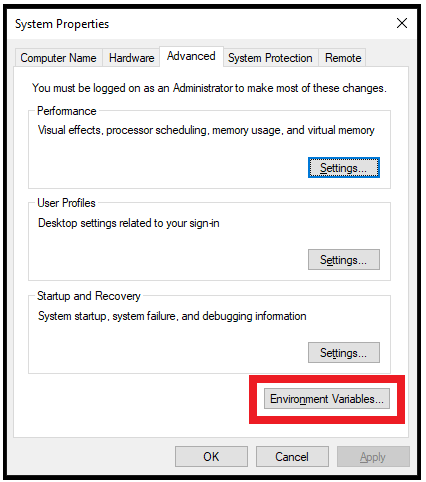 System Properties
Computer Name Hardware Advanced System Protection Remote
You must be logged on as an Administrator to make most of these changes.
Performance
Visual effects, processor scheduling, memory usage, and virtual memory
Settings...
User Profiles
Desktop settings related to your sign-in
Settings...
Startup and Recovery
System startup, system failure, and debugging information
Settings...
Environment Variables...
OK Cancel Apply